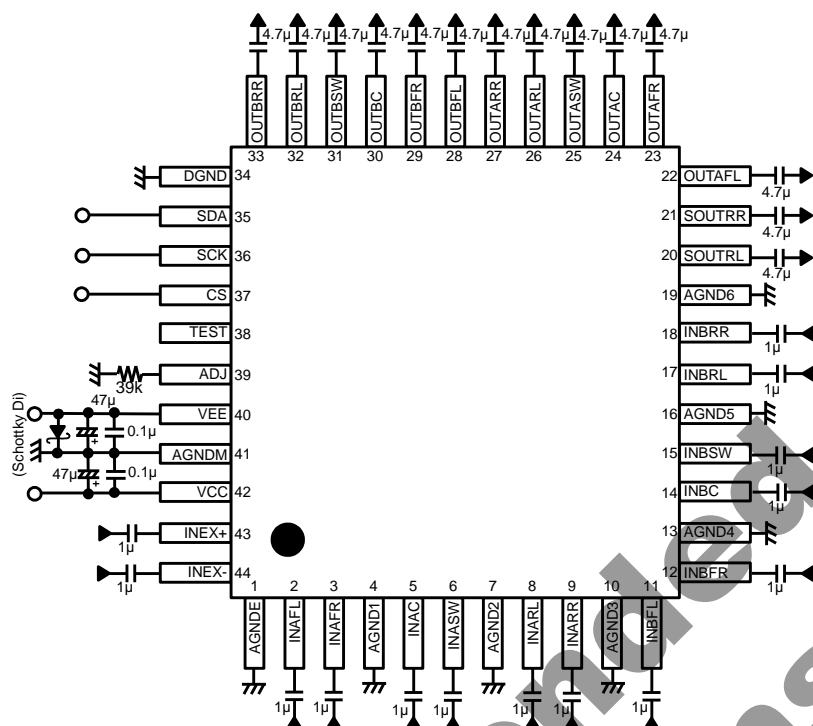 4.7µ 4.7µ 4.7µ 4.7µ 4.7µ 4.7µ 4.7µ 4.7µ 4.7µ 4.7µ 4.7µ
OUTBRR OUTBRL OUTBSW OUTBC OUTBFR OUTBFL OUTARR OUTARL OUTASW OUTAC OUTAFR
33 32 31 30 29 28 27 26 25 24 23
DGND 34
SDA 35
SCK 36
CS 37
TEST 38
39k ADJ 39
(Schottky Di)
47µ
VEE 40
0.1µ
AGNDM 41
47µ 0.1µ
VCC 42
INEX+ 43
1µ
INEX- 44
1µ
22 OUTAFL
4.7µ
21 SOUTRR
4.7µ
20 SOUTRL
4.7µ
19 AGND6
18 INBRR
1µ
17 INBRL
1µ
16 AGND5
15 INBSW
1µ
14 INBC
1µ
13 AGND4
12 INBFR
1µ
1 2 3 4 5 6 7 8 9 10 11
AGNDE INAFL INAFR AGND1 INAC INASW AGND2 INARL INARR AGND3 INBFL
1µ 1µ 1µ 1µ 1µ 1µ 1µ
+
+
ended
ns